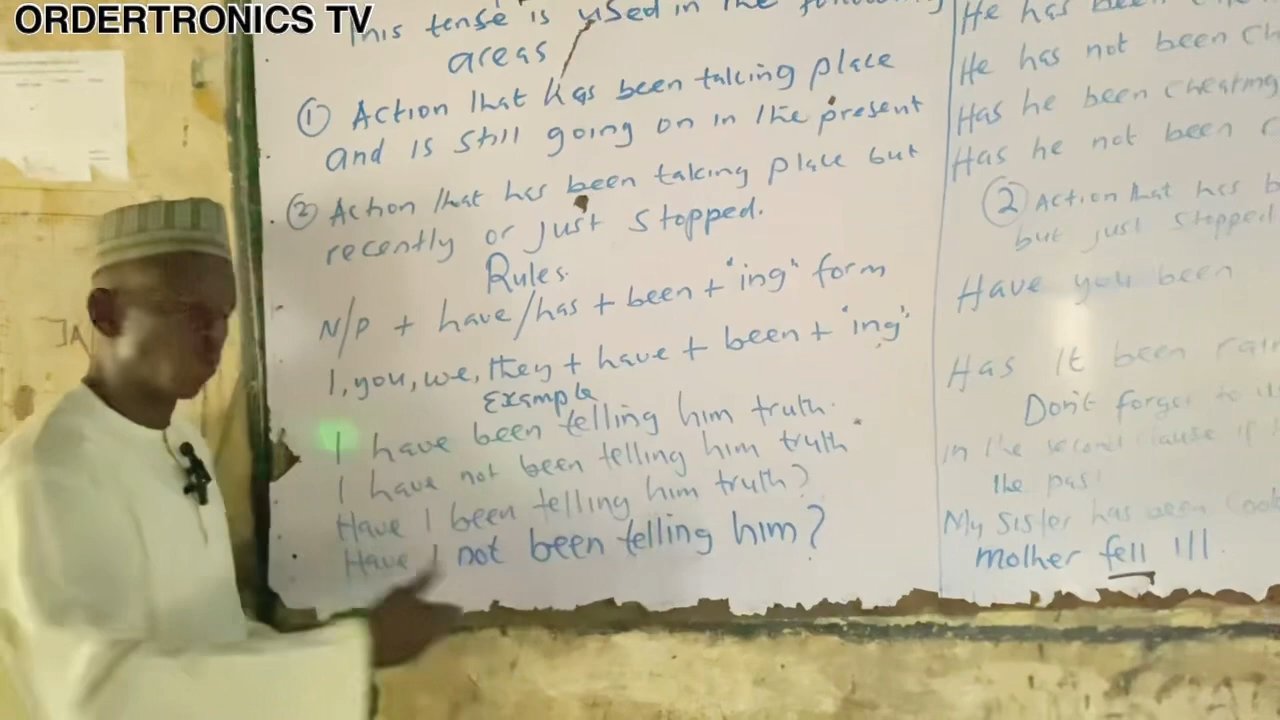 ORDERTRONICS TV
This tense is used in the following
areas
① Action that has been taking place
and is still going on in the present
② Action that has been taking place but
recently or just stopped.
Rules.
N/P + have/has + been + "ing" form
I, you, we, they + have + been + "ing"
Example
I have been telling him truth.
I have not been telling him truth
Have I been telling him truth?
Have I not been telling him?
He has been
He has not been ch
Has he been cheating
Has he not been c
② Action that has b
but just stopped
Have you been
Has it been rai
Don't forget to u
in the second clause if
the pas
My sister has been cook
mother fell ill.